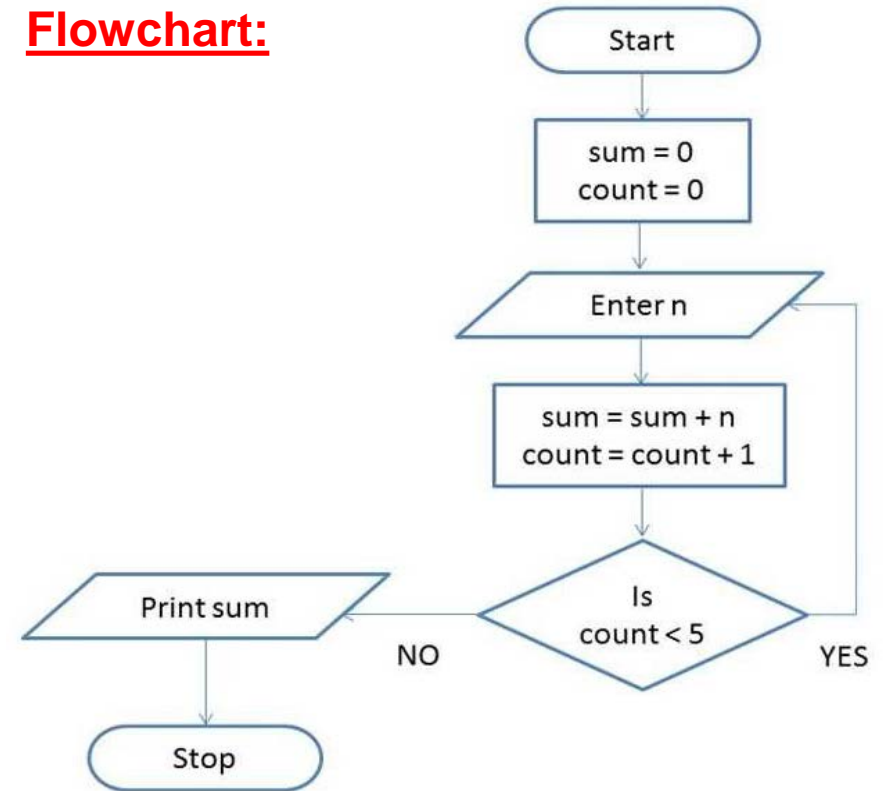 Flowchart:
Start
sum = 0
count = 0
Enter n
sum = sum + n
count = count + 1
Is
count < 5
YES
NO
Print sum
Stop